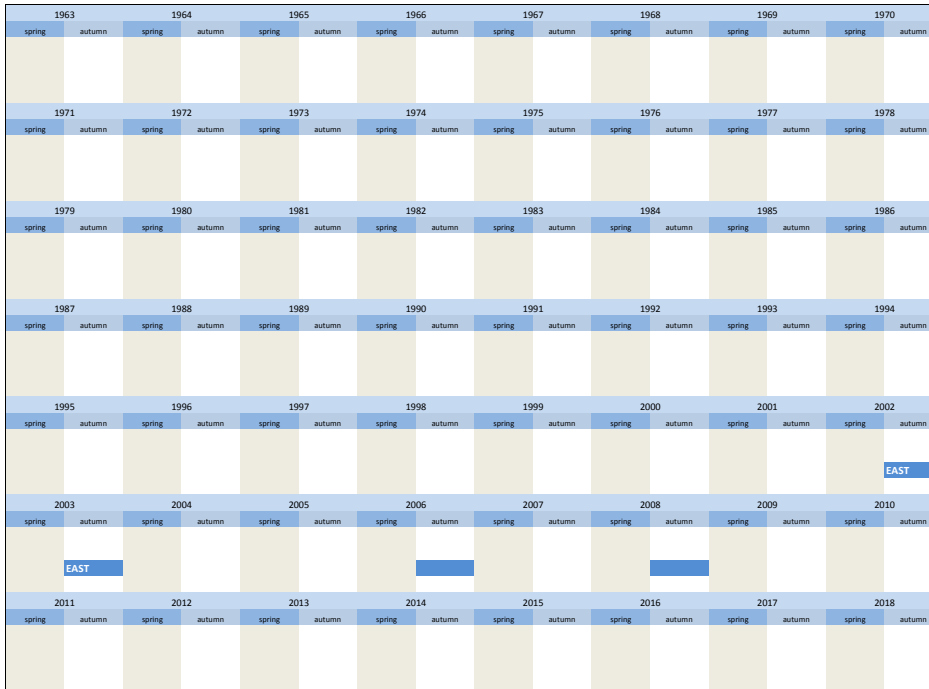 1963 1964 1965 1966 1967 1968 1969 1970
spring autumn spring autumn spring autumn spring autumn spring autumn spring autumn spring autumn spring autumn
1971 1972 1973 1974 1975 1976 1977 1978
spring autumn spring autumn spring autumn spring autumn spring autumn spring autumn spring autumn spring autumn
1979 1980 1981 1982 1983 1984 1985 1986
spring autumn spring autumn spring autumn spring autumn spring autumn spring autumn spring autumn spring autumn
1987 1988 1989 1990 1991 1992 1993 1994
spring autumn spring autumn spring autumn spring autumn spring autumn spring autumn spring autumn spring autumn
1995 1996 1997 1998 1999 2000 2001 2002
spring autumn spring autumn spring autumn spring autumn spring autumn spring autumn spring autumn spring autumn
EAST
2003 2004 2005 2006 2007 2008 2009 2010
spring autumn spring autumn spring autumn spring autumn spring autumn spring autumn spring autumn spring autumn
EAST
2011 2012 2013 2014 2015 2016 2017 2018
spring autumn spring autumn spring autumn spring autumn spring autumn spring autumn spring autumn spring autumn